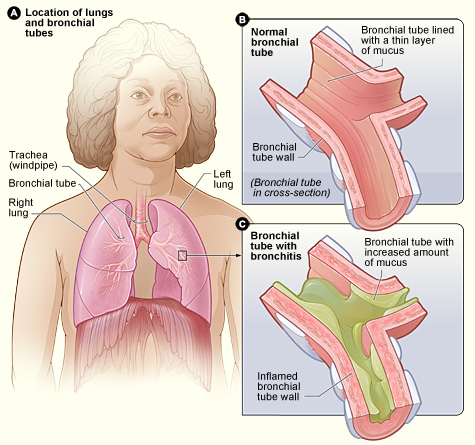 A Location of lungs
and bronchial
tubes
Trachea
(windpipe)
Bronchial tube
Right
lung
Left
lung
B Normal
bronchial
tube
Bronchial tube lined
with a thin layer
of mucus
Bronchial
tube wall
(Bronchial tube
in cross-section)
C Bronchial
tube with
bronchitis
Bronchial tube with
increased amount
of mucus
Inflamed
bronchial
tube wall